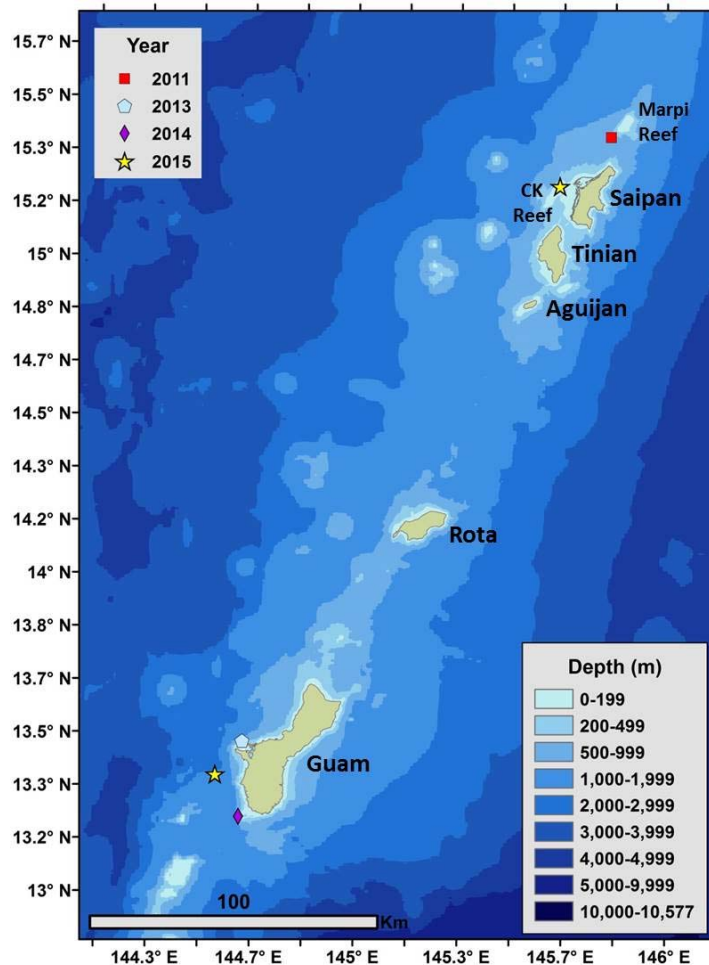 Year
2011
2013
2014
2015
15.7° N
15.5° N
15.3° N
15.2° N
15° N
14.8° N
14.7° N
14.5° N
14.3° N
14.2° N
14° N
13.8° N
13.7° N
13.5° N
13.3° N
13.2° N
13° N
Marpi
Reef
CK
Reef
Saipan
Tinian
Aguijan
Rota
Guam
Depth (m)
0-199
200-499
500-999
1,000-1,999
2,000-2,999
3,000-3,999
4,000-4,999
5,000-9,999
10,000-10,577
100
Km
144.3° E
144.7° E
145° E
145.3° E
145.7° E
146° E